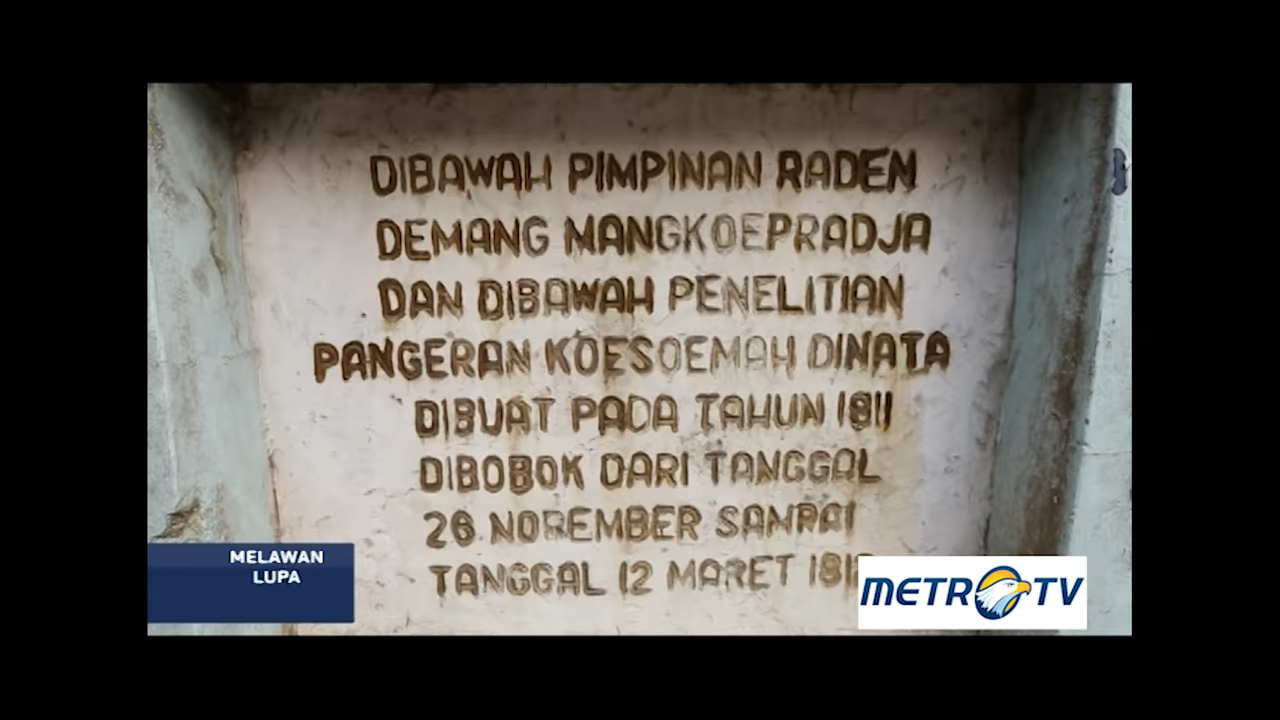 DIBAWAH PIMPINAN RADEN
DEMANG MANGKOEPRADJA
DAN DIBAWAH PENELITIAN
PANGERAN KOESOEMAH DINATA
DIBUAT PADA TAHUN 1811
DIBOBOK DARI TANGGAL
26 NOREMBER SAMPAI
TANGGAL 12 MARET
MELAWAN
LUPA
METRO TV